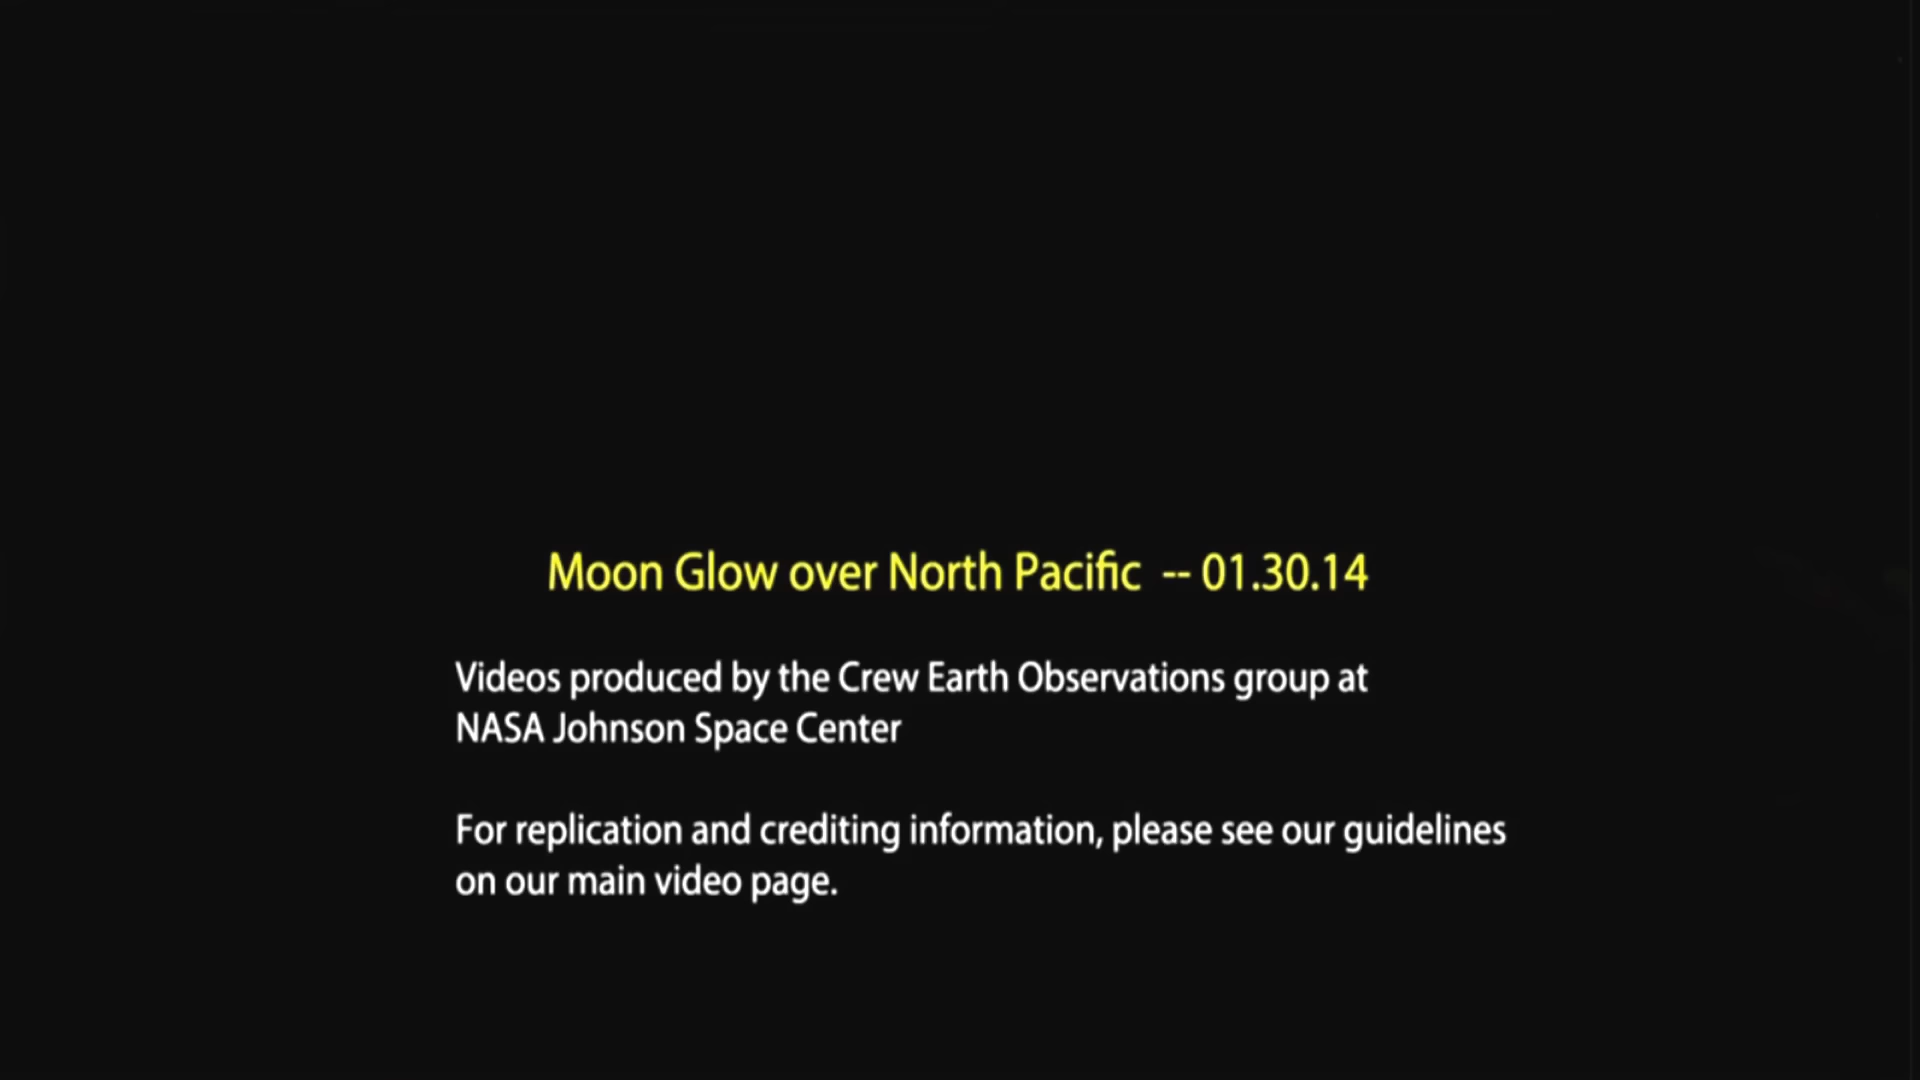 Moon Glow over North Pacific -- 01.30.14
Videos produced by the Crew Earth Observations group at
NASA Johnson Space Center
For replication and crediting information, please see our guidelines
on our main video page.